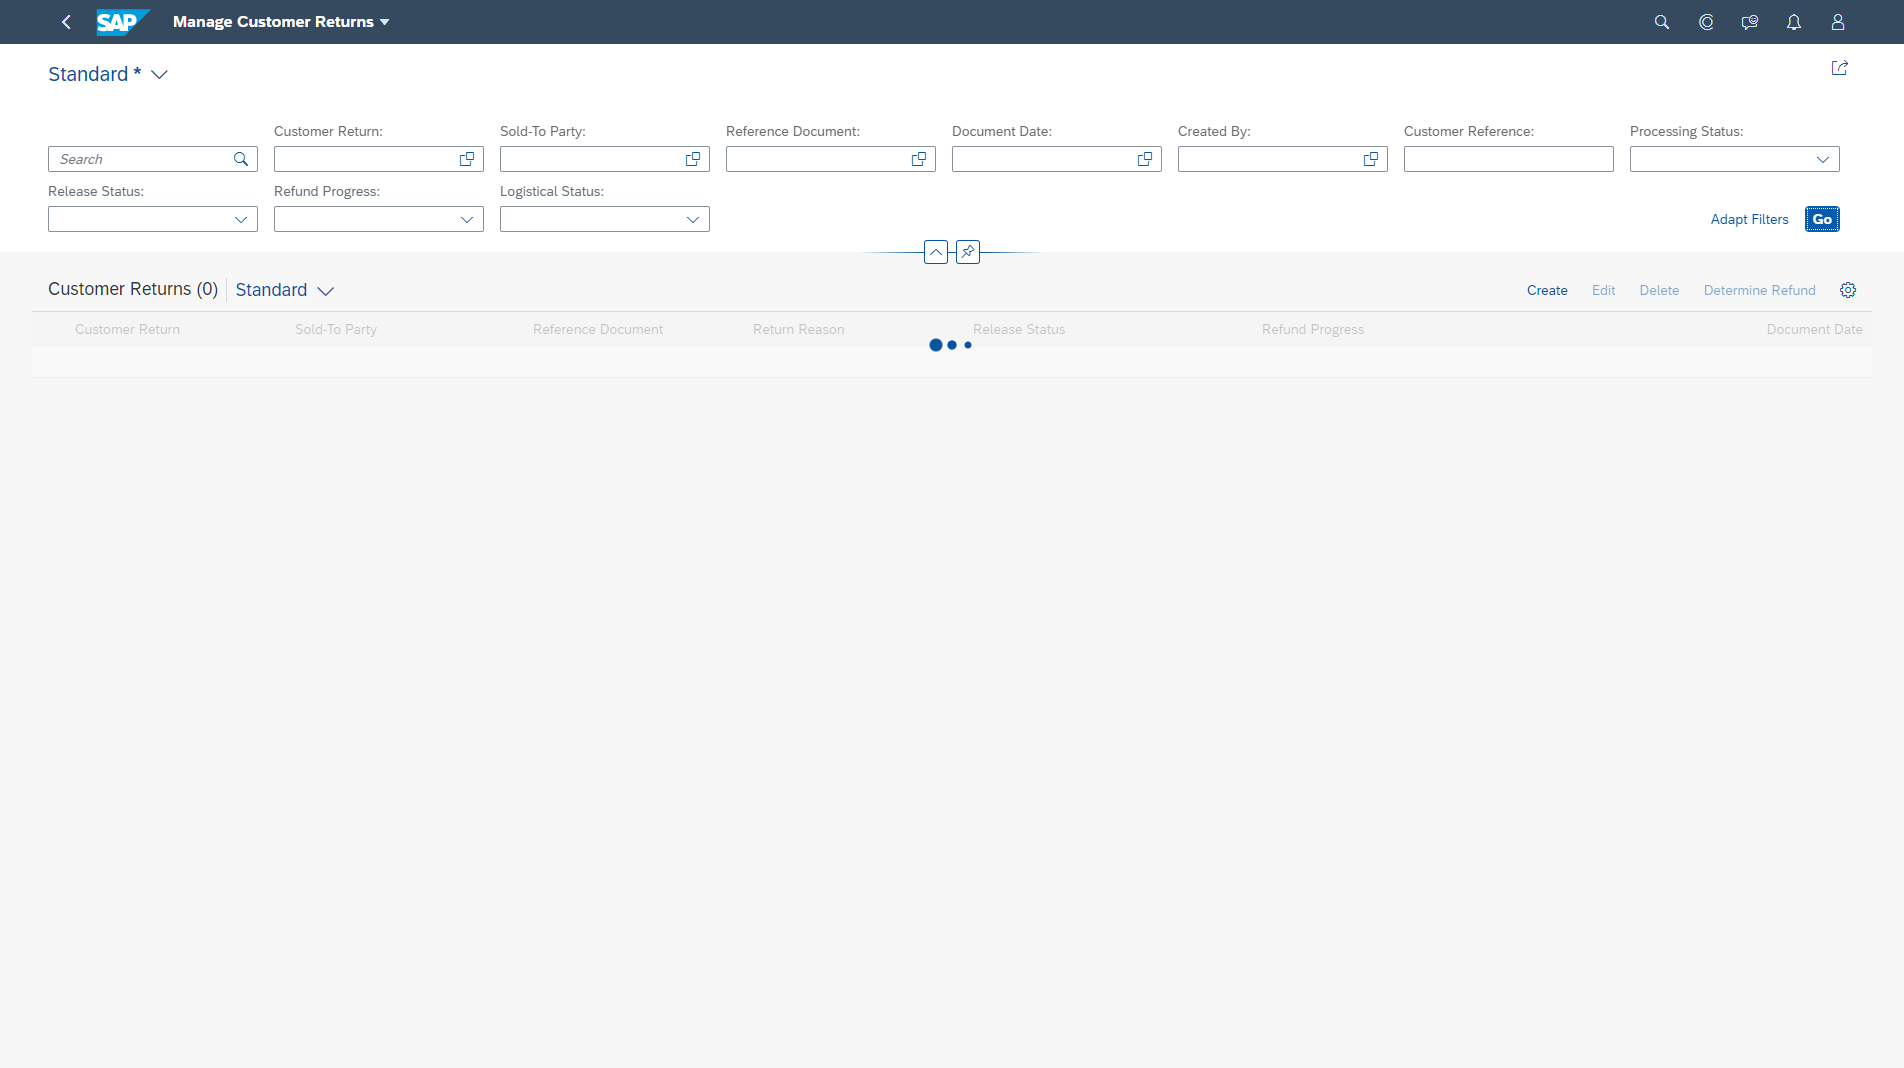 SAP Manage Customer Returns
Standard *
Customer Return: Sold-To Party: Reference Document: Document Date: Created By: Customer Reference: Processing Status:
Search
Release Status: Refund Progress: Logistical Status:
Adapt Filters Go
Customer Returns (0) Standard Create Edit Delete Determine Refund
Customer Return Sold-To Party Reference Document Return Reason Release Status Refund Progress Document Date